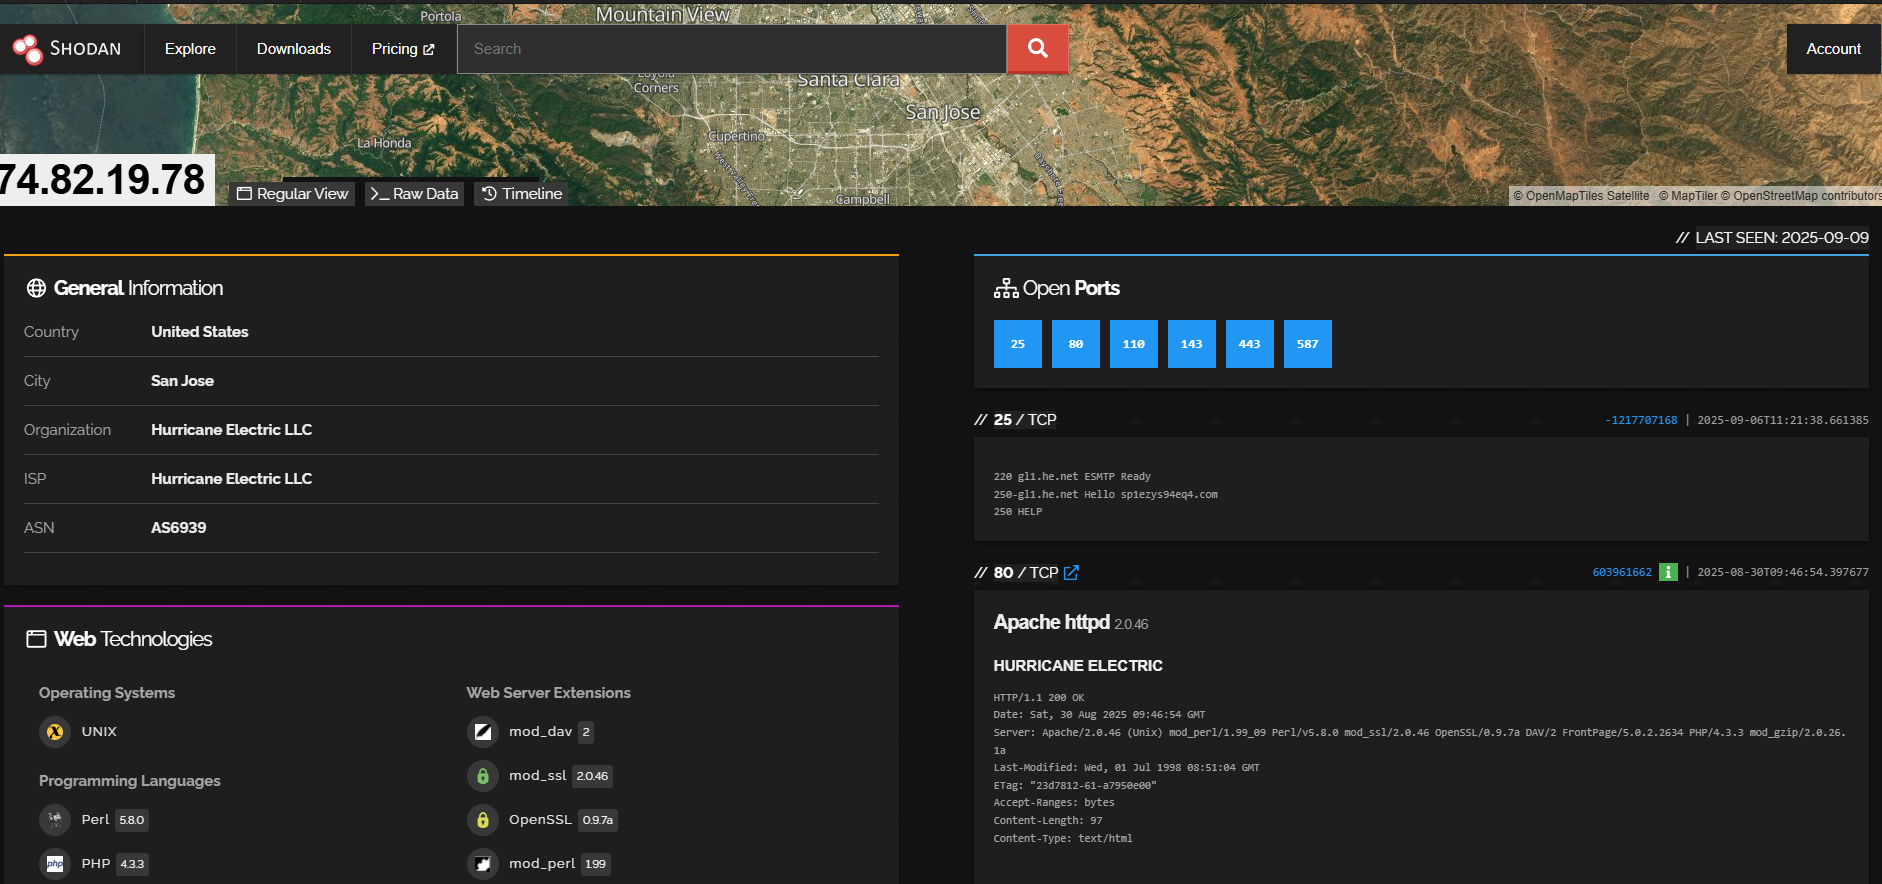 Portola
Mountain View
SHODAN
Explore
Downloads
Pricing
Search
Account
Loyola
Corners
Santa Clara
San Jose
Cupertino
La Honda
Campbell
74.82.19.78
Regular View
Raw Data
Timeline
© OpenMapTiles Satellite © MapTiler © OpenStreetMap contributors
// LAST SEEN: 2025-09-09
General Information
Country United States
City San Jose
Organization Hurricane Electric LLC
ISP Hurricane Electric LLC
ASN AS6939
Web Technologies
Operating Systems
UNIX
Programming Languages
Perl 5.8.0
PHP 4.3.3
Web Server Extensions
mod_dav 2
mod_ssl 2.0.46
OpenSSL 0.9.7a
mod_perl 1.99
Open Ports
25 80 110 143 443 587
// 25 / TCP
-1217707168 | 2025-09-06T11:21:38.661385
220 gl1.he.net ESMTP Ready
250-gl1.he.net Hello sp1ezys94eq4.com
250 HELP
// 80 / TCP
603961662 | 2025-08-30T09:46:54.397677
Apache httpd 2.0.46
HURRICANE ELECTRIC
HTTP/1.1 200 OK
Date: Sat, 30 Aug 2025 09:46:54 GMT
Server: Apache/2.0.46 (Unix) mod_perl/1.99_09 Perl/v5.8.0 mod_ssl/2.0.46 OpenSSL/0.9.7a DAV/2 FrontPage/5.0.2.2634 PHP/4.3.3 mod_gzip/2.0.26.
1a
Last-Modified: Wed, 01 Jul 1998 08:51:04 GMT
ETag: "23d7812-61-a7950e00"
Accept-Ranges: bytes
Content-Length: 97
Content-Type: text/html